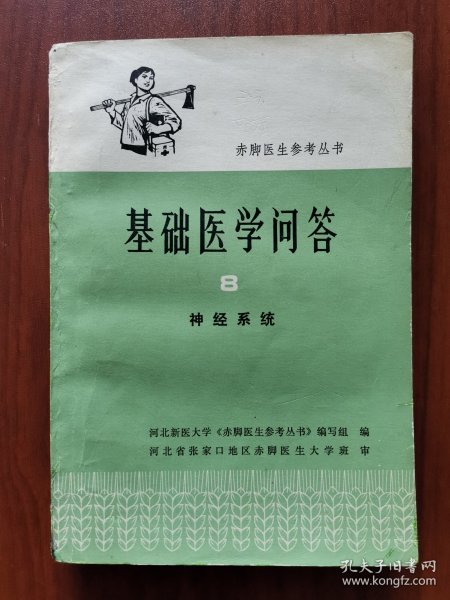 赤脚医生参考丛书
基础医学问答
8
神经系统
河北新医大学《赤脚医生参考丛书》编写组 编
河北省张家口地区赤脚医生大学班 审
孔夫子旧书网
www.kongfz.com